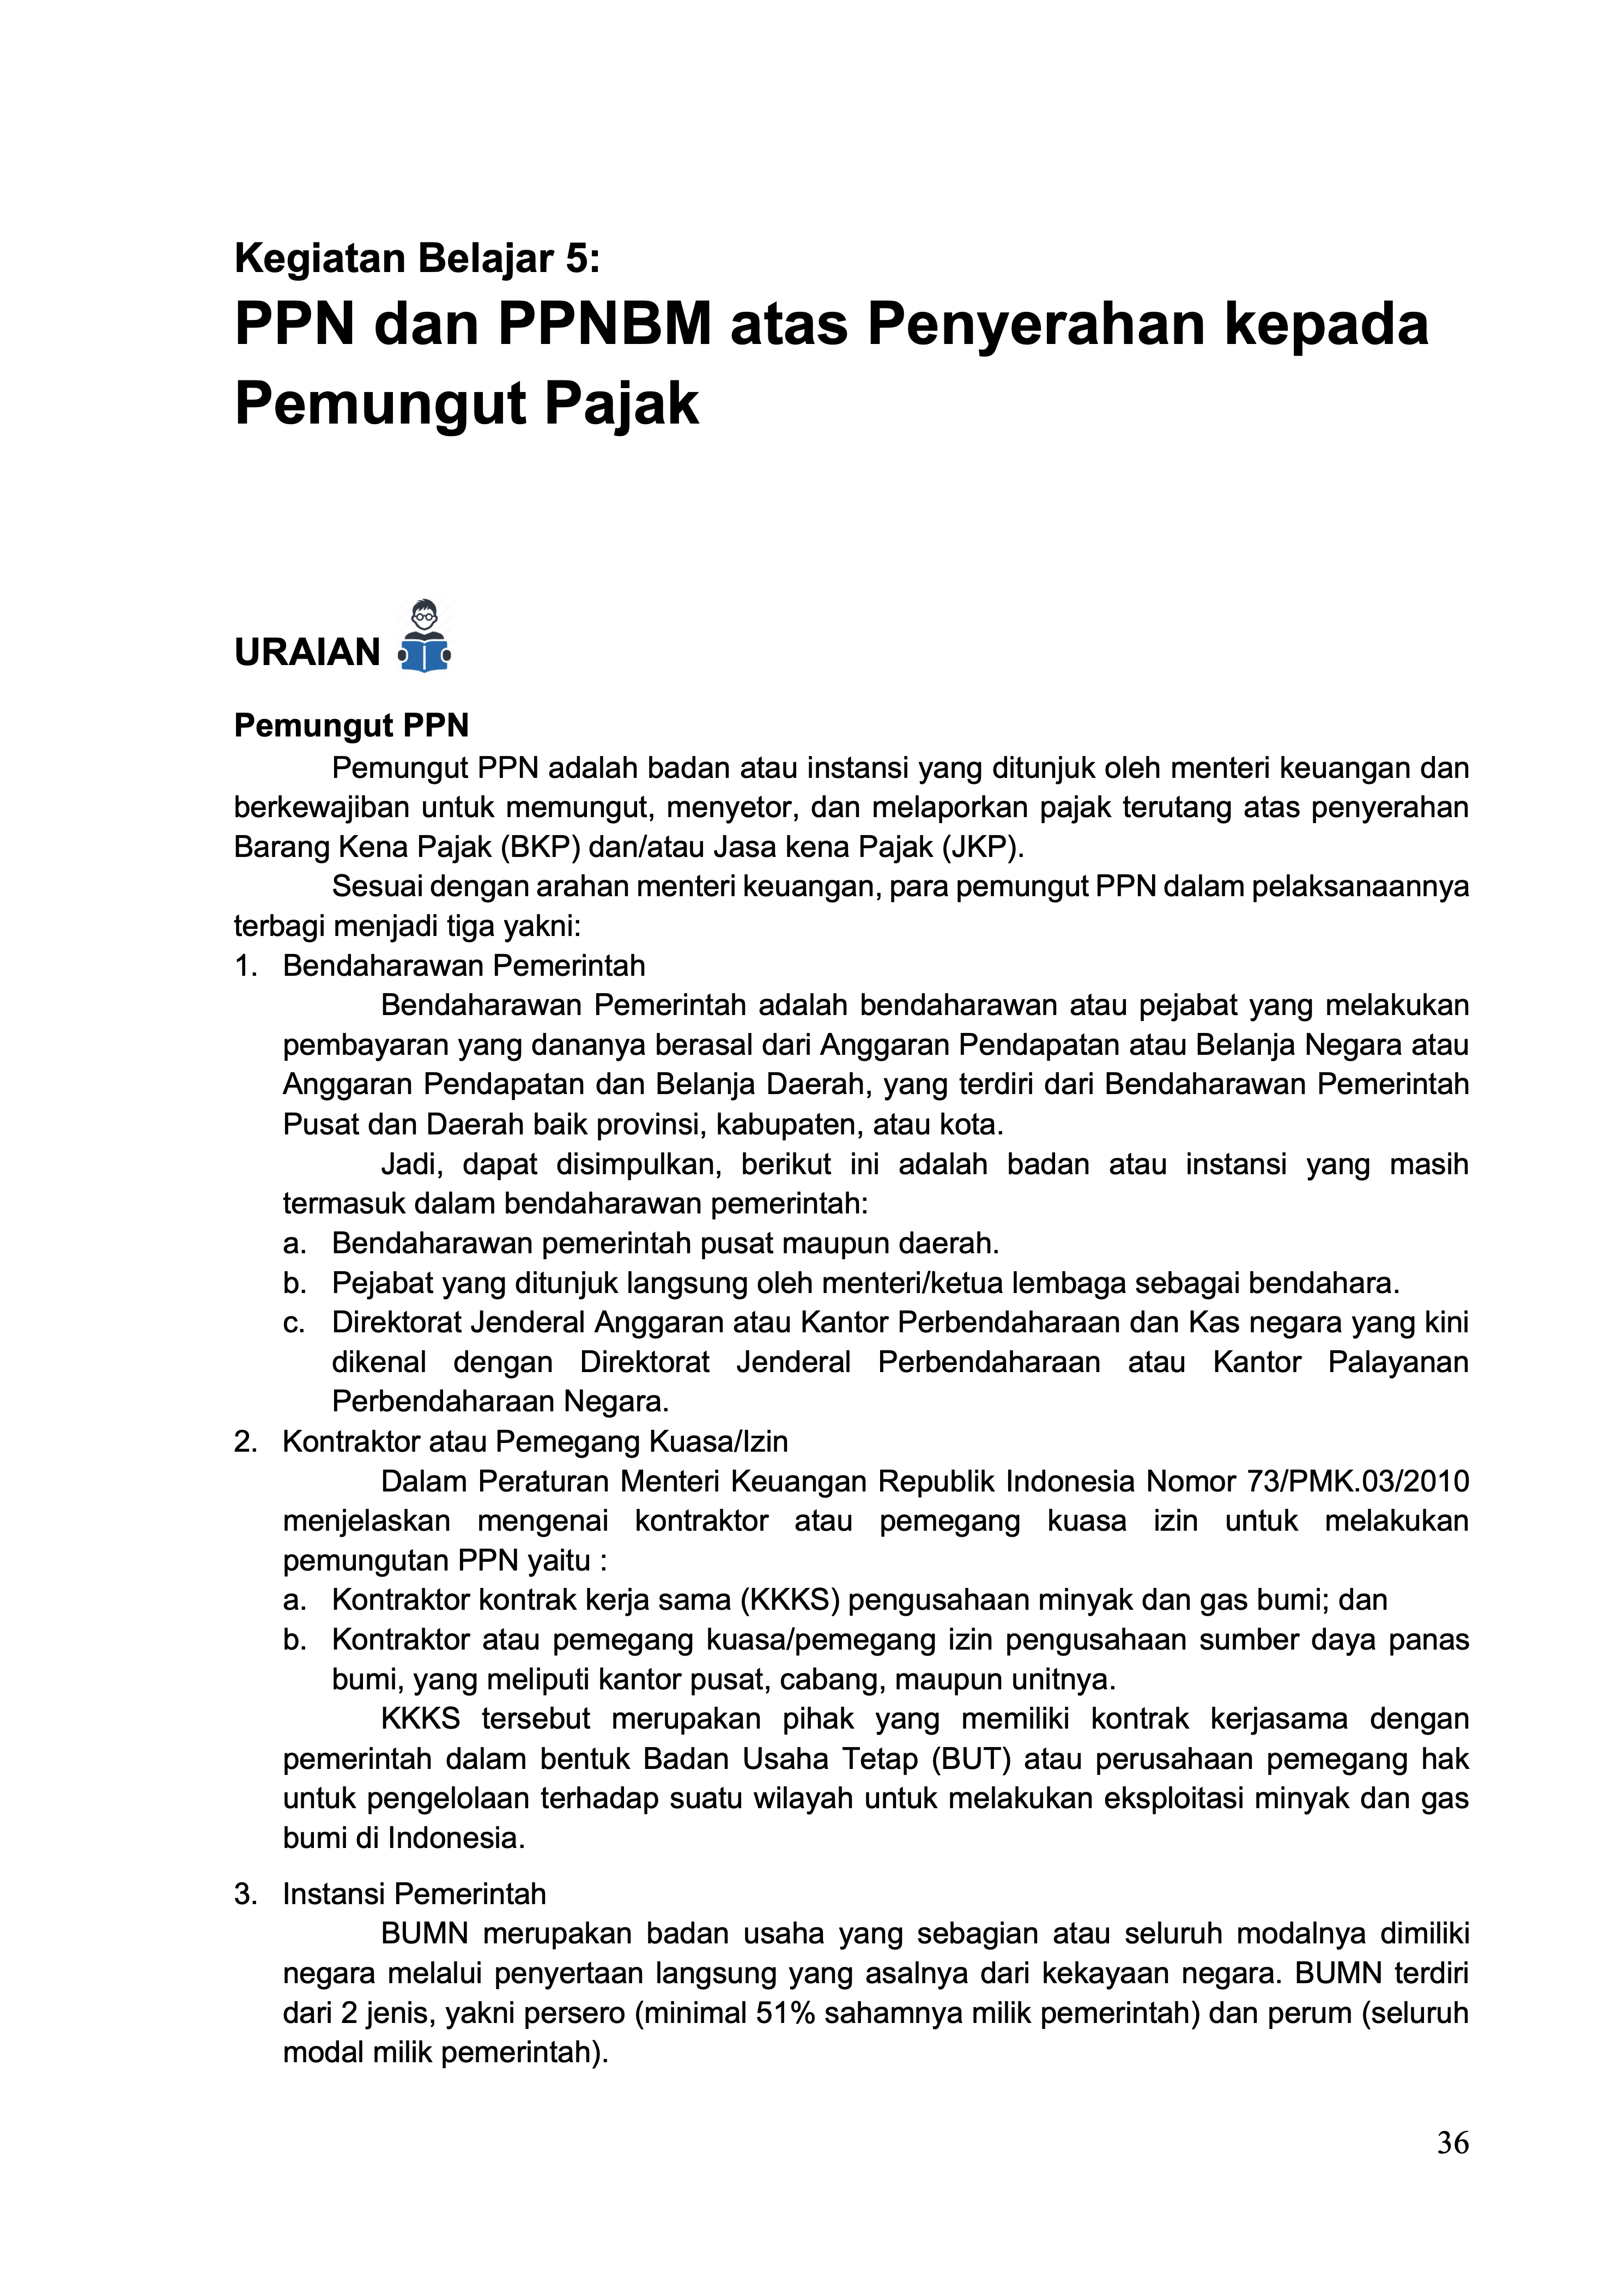 Kegiatan Belajar 5:
PPN dan PPNBM atas Penyerahan kepada
Pemungut Pajak
URAIAN
Pemungut PPN
Pemungut PPN adalah badan atau instansi yang ditunjuk oleh menteri keuangan dan
berkewajiban untuk memungut, menyetor, dan melaporkan pajak terutang atas penyerahan
Barang Kena Pajak (BKP) dan/atau Jasa kena Pajak (JKP).
Sesuai dengan arahan menteri keuangan, para pemungut PPN dalam pelaksanaannya
terbagi menjadi tiga yakni:
1. Bendaharawan Pemerintah
Bendaharawan Pemerintah adalah bendaharawan atau pejabat yang melakukan
pembayaran yang dananya berasal dari Anggaran Pendapatan atau Belanja Negara atau
Anggaran Pendapatan dan Belanja Daerah, yang terdiri dari Bendaharawan Pemerintah
Pusat dan Daerah baik provinsi, kabupaten, atau kota.
Jadi, dapat disimpulkan, berikut ini adalah badan atau instansi yang masih
termasuk dalam bendaharawan pemerintah:
a. Bendaharawan pemerintah pusat maupun daerah.
b. Pejabat yang ditunjuk langsung oleh menteri/ketua lembaga sebagai bendahara.
c. Direktorat Jenderal Anggaran atau Kantor Perbendaharaan dan Kas negara yang kini
dikenal dengan Direktorat Jenderal Perbendaharaan atau Kantor Palayanan
Perbendaharaan Negara.
2. Kontraktor atau Pemegang Kuasa/Izin
Dalam Peraturan Menteri Keuangan Republik Indonesia Nomor 73/PMK.03/2010
menjelaskan mengenai kontraktor atau pemegang kuasa izin untuk melakukan
pemungutan PPN yaitu :
a. Kontraktor kontrak kerja sama (KKKS) pengusahaan minyak dan gas bumi; dan
b. Kontraktor atau pemegang kuasa/pemegang izin pengusahaan sumber daya panas
bumi, yang meliputi kantor pusat, cabang, maupun unitnya.
KKKS tersebut merupakan pihak yang memiliki kontrak kerjasama dengan
pemerintah dalam bentuk Badan Usaha Tetap (BUT) atau perusahaan pemegang hak
untuk pengelolaan terhadap suatu wilayah untuk melakukan eksploitasi minyak dan gas
bumi di Indonesia.
3. Instansi Pemerintah
BUMN merupakan badan usaha yang sebagian atau seluruh modalnya dimiliki
negara melalui penyertaan langsung yang asalnya dari kekayaan negara. BUMN terdiri
dari 2 jenis, yakni persero (minimal 51% sahamnya milik pemerintah) dan perum (seluruh
modal milik pemerintah).
36